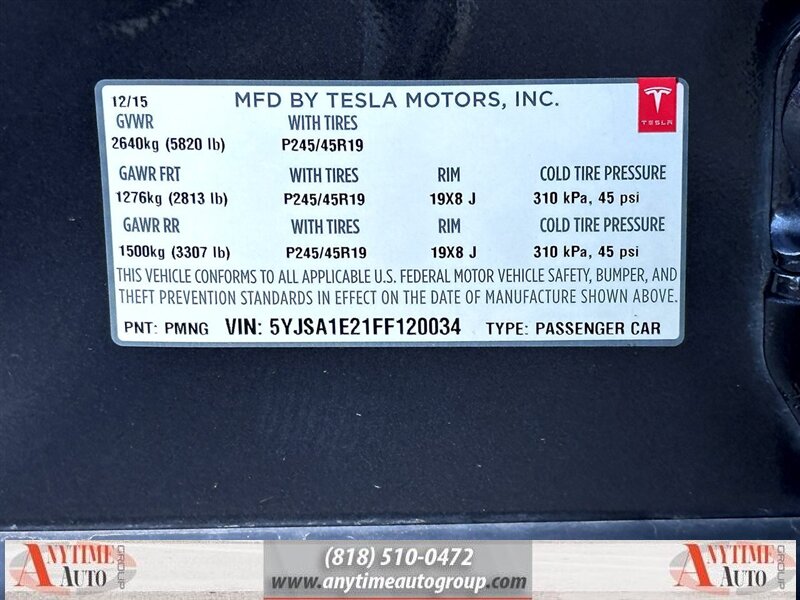 12/15 MFD BY TESLA MOTORS, INC.
TESLA
GVWR WITH TIRES
2640kg (5820 lb) P245/45R19
GAWR FRT WITH TIRES RIM COLD TIRE PRESSURE
1276kg (2813 lb) P245/45R19 19X8 J 310 kPa, 45 psi
GAWR RR WITH TIRES RIM COLD TIRE PRESSURE
1500kg (3307 lb) P245/45R19 19X8 J 310 kPa, 45 psi
THIS VEHICLE CONFORMS TO ALL APPLICABLE U.S. FEDERAL MOTOR VEHICLE SAFETY, BUMPER, AND
THEFT PREVENTION STANDARDS IN EFFECT ON THE DATE OF MANUFACTURE SHOWN ABOVE.
PNT: PMNG VIN: 5YJSA1E21FF120034 TYPE: PASSENGER CAR
ANYTIME AUTO GROUP
(818) 510-0472
www.anytimeautogroup.com
ANYTIME AUTO GROUP